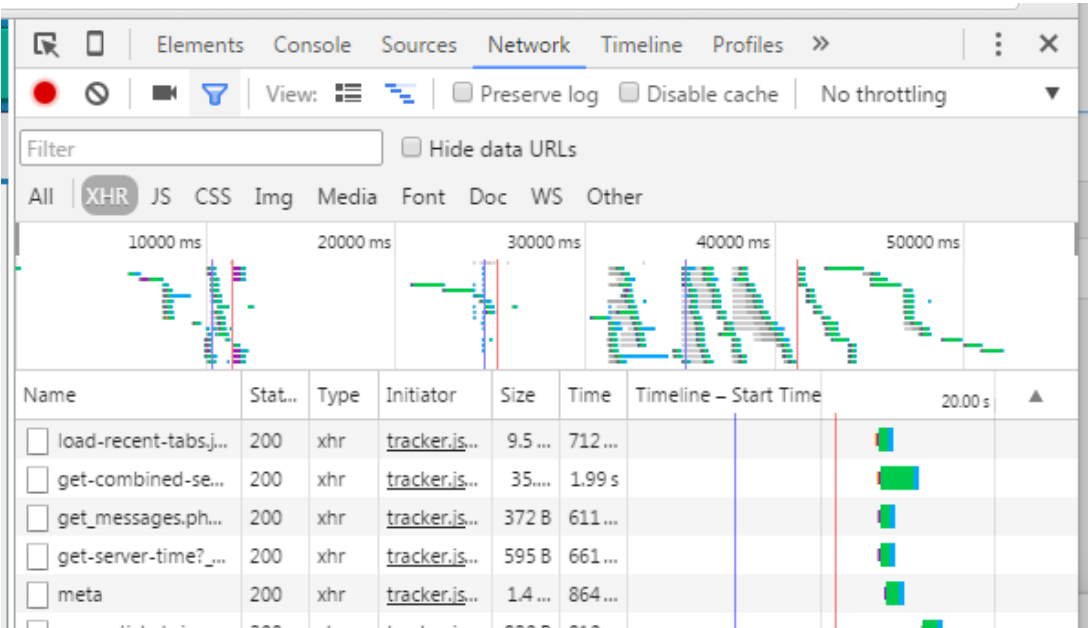 Elements Console Sources Network Timeline Profiles »
View: Preserve log Disable cache No throttling ▼
Filter Hide data URLs
All XHR JS CSS Img Media Font Doc WS Other
10000 ms 20000 ms 30000 ms 40000 ms 50000 ms
Name Stat... Type Initiator Size Time Timeline – Start Time 20.00 s ▲
load-recent-tabs.j... 200 xhr tracker.js... 9.5 ... 712 ...
get-combined-se... 200 xhr tracker.js... 35.... 1.99 s
get_messages.ph... 200 xhr tracker.js... 372 B 611 ...
get-server-time?_... 200 xhr tracker.js... 595 B 661 ...
meta 200 xhr tracker.js... 1.4 ... 864 ...